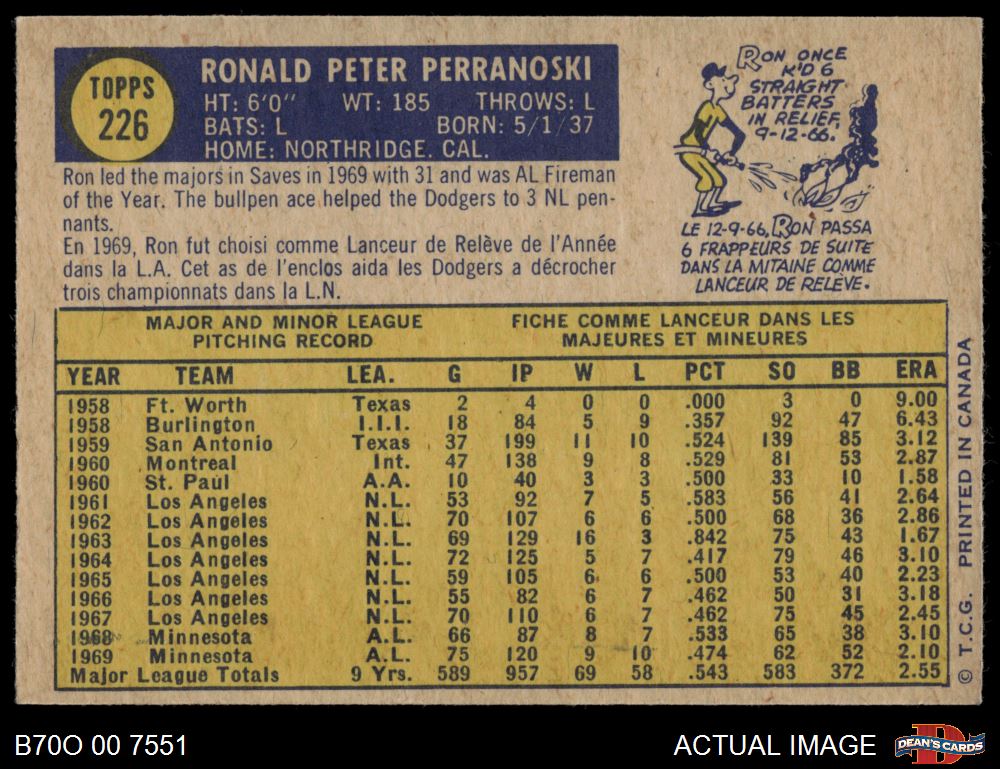 TOPPS
226
RONALD PETER PERRANOSKI
HT: 6'0" WT: 185 THROWS: L
BATS: L BORN: 5/1/37
HOME: NORTHRIDGE. CAL.
Ron led the majors in Saves in 1969 with 31 and was AL Fireman
of the Year. The bullpen ace helped the Dodgers to 3 NL pen-
nants.
En 1969, Ron fut choisi comme Lanceur de Relève de l'Année
dans la L.A. Cet as de l'enclos aida les Dodgers a décrocher
trois championnats dans la L.N.
RON ONCE
K'D 6
STRAIGHT
BATTERS
IN RELIEF,
9-12-66.
LE 12-9-66, RON PASSA
6 FRAPPEURS DE SUITE
DANS LA MITAINE COMME
LANCEUR DE RELÈVE.
MAJOR AND MINOR LEAGUE
PITCHING RECORD
FICHE COMME LANCEUR DANS LES
MAJEURES ET MINEURES
YEAR TEAM LEA. G IP W L PCT SO BB ERA
1958 Ft. Worth Texas 2 4 0 0 .000 3 0 9.00
1958 Burlington I.I.I. 18 84 5 9 .357 92 47 6.43
1959 San Antonio Texas 37 199 11 10 .524 139 85 3.12
1960 Montreal Int. 47 138 9 8 .529 81 53 2.87
1960 St. Paul A.A. 10 40 3 3 .500 33 10 1.58
1961 Los Angeles N.L. 53 92 7 5 .583 56 41 2.64
1962 Los Angeles N.L. 70 107 6 6 .500 68 36 2.86
1963 Los Angeles N.L. 69 129 16 3 .842 75 43 1.67
1964 Los Angeles N.L. 72 125 5 7 .417 79 46 3.10
1965 Los Angeles N.L. 59 105 6 6 .500 53 40 2.23
1966 Los Angeles N.L. 55 82 6 7 .462 50 31 3.18
1967 Los Angeles N.L. 70 110 6 7 .462 75 45 2.45
1968 Minnesota A.L. 66 87 8 7 .533 65 38 3.10
1969 Minnesota A.L. 75 120 9 10 .474 62 52 2.10
Major League Totals 9 Yrs. 589 957 69 58 .543 583 372 2.55
© T.C.G. PRINTED IN CANADA
B70O 00 7551
ACTUAL IMAGE
D
DEAN'S CARDS